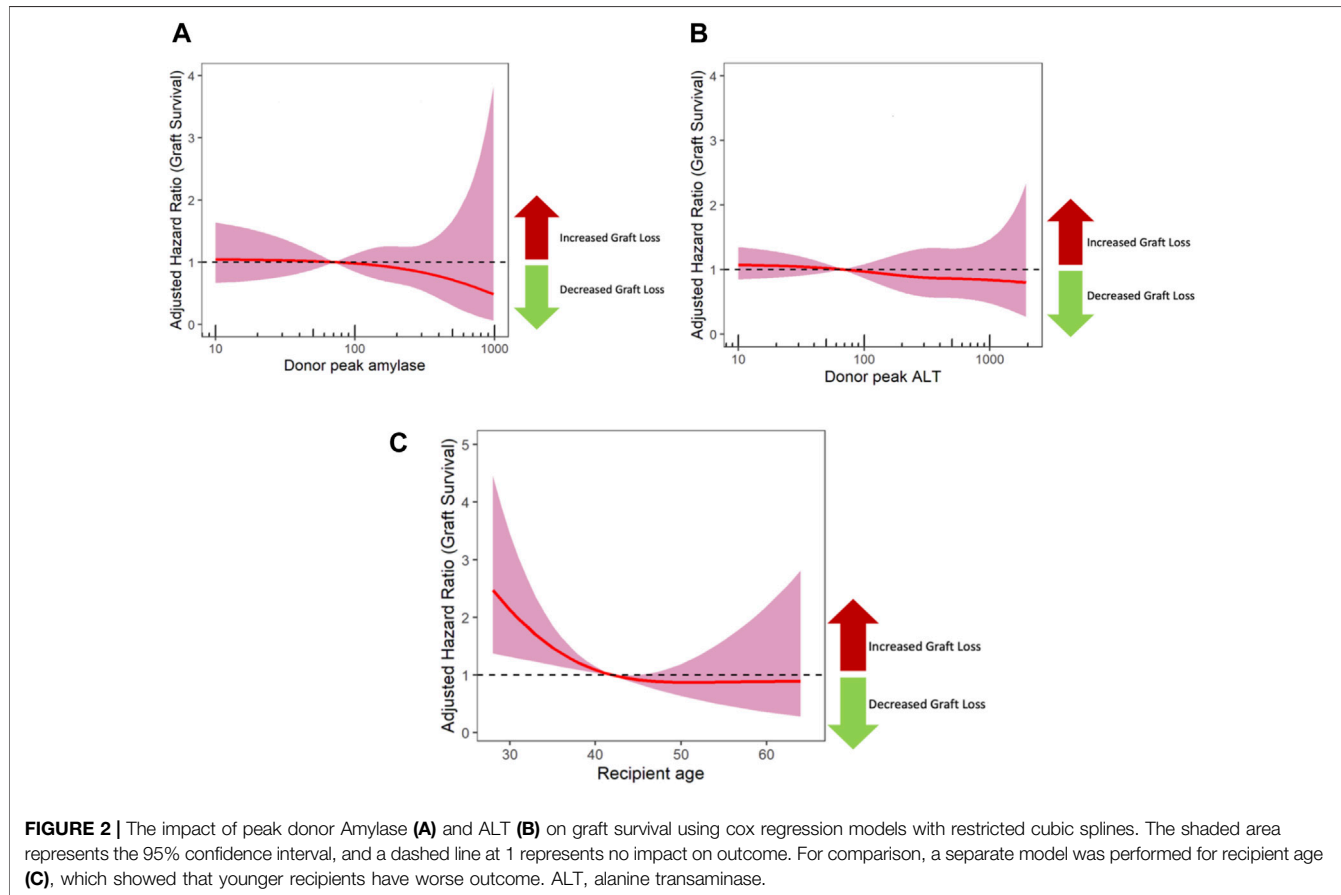 A
Adjusted Hazard Ratio (Graft Survival)
4
3
2
1
0
10
100
1000
Donor peak amylase
Increased Graft Loss
Decreased Graft Loss
B
Adjusted Hazard Ratio (Graft Survival)
4
3
2
1
0
10
100
1000
Donor peak ALT
Increased Graft Loss
Decreased Graft Loss
C
Adjusted Hazard Ratio (Graft Survival)
5
4
3
2
1
0
30
40
50
60
Recipient age
Increased Graft Loss
Decreased Graft Loss
FIGURE 2 | The impact of peak donor Amylase (A) and ALT (B) on graft survival using cox regression models with restricted cubic splines. The shaded area
represents the 95% confidence interval, and a dashed line at 1 represents no impact on outcome. For comparison, a separate model was performed for recipient age
(C), which showed that younger recipients have worse outcome. ALT, alanine transaminase.